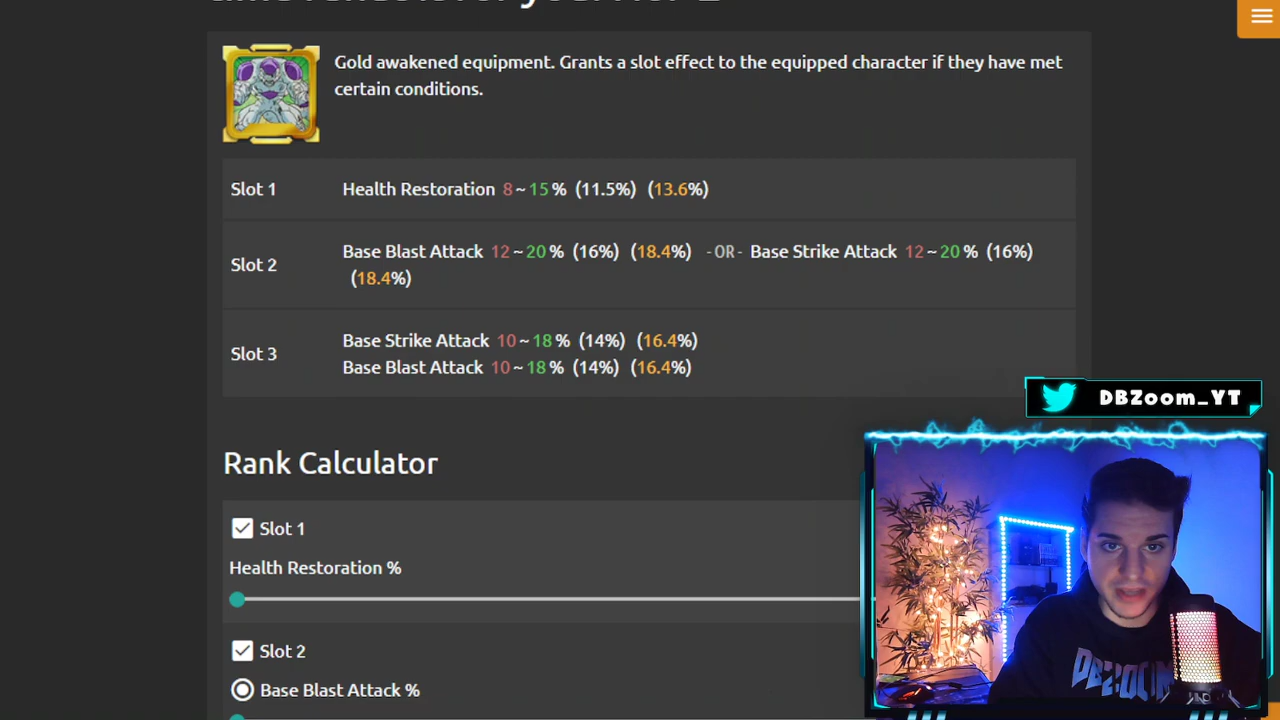 Gold awakened equipment. Grants a slot effect to the equipped character if they have met
certain conditions.
Slot 1
Health Restoration 8 ~ 15 % (11.5%) (13.6%)
Slot 2
Base Blast Attack 12 ~ 20 % (16%) (18.4%) - OR - Base Strike Attack 12 ~ 20 % (16%)
(18.4%)
Slot 3
Base Strike Attack 10 ~ 18 % (14%) (16.4%)
Base Blast Attack 10 ~ 18 % (14%) (16.4%)
DBZoom_YT
Rank Calculator
Slot 1
Health Restoration %
Slot 2
Base Blast Attack %
DBZOOM